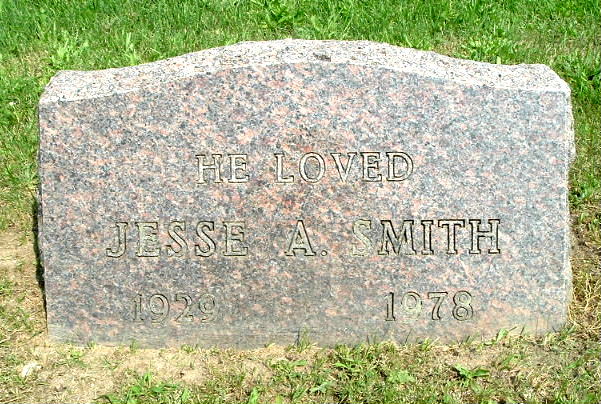 HE LOVED
JESSE A. SMITH
1929 1978